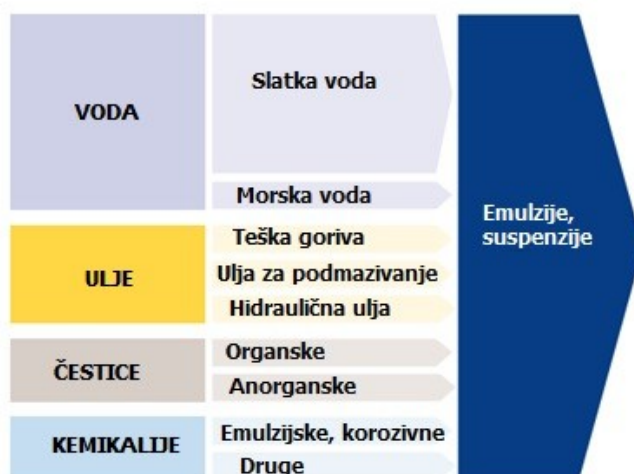 VODA
Slatka voda
Morska voda
ULJE
Teška goriva
Ulja za podmazivanje
Hidraulična ulja
ČESTICE
Organske
Anorganske
KEMIKALIJE
Emulzijske, korozivne
Druge
Emulzije,
suspenzije